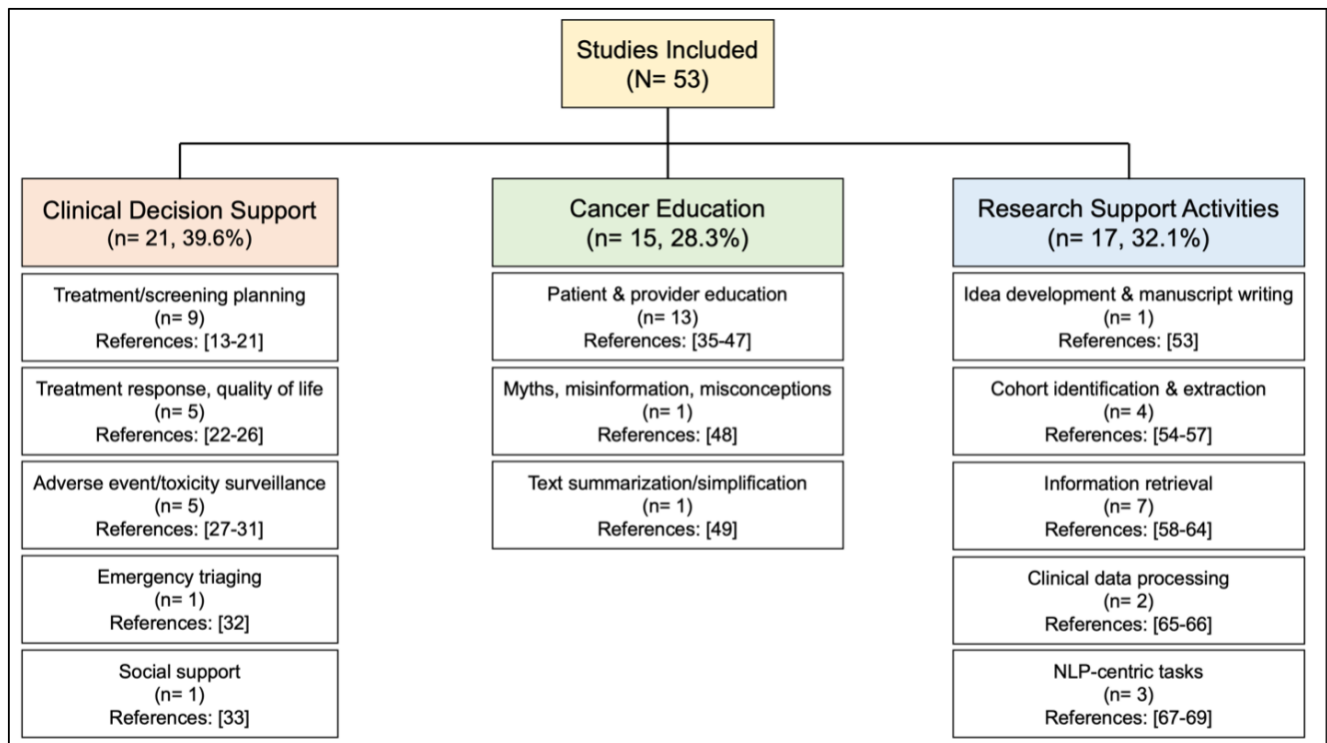 Studies Included
(N= 53)
Clinical Decision Support
(n= 21, 39.6%)
Treatment/screening planning
(n= 9)
References: [13-21]
Treatment response, quality of life
(n= 5)
References: [22-26]
Adverse event/toxicity surveillance
(n= 5)
References: [27-31]
Emergency triaging
(n= 1)
References: [32]
Social support
(n= 1)
References: [33]
Cancer Education
(n= 15, 28.3%)
Patient & provider education
(n= 13)
References: [35-47]
Myths, misinformation, misconceptions
(n= 1)
References: [48]
Text summarization/simplification
(n= 1)
References: [49]
Research Support Activities
(n= 17, 32.1%)
Idea development & manuscript writing
(n= 1)
References: [53]
Cohort identification & extraction
(n= 4)
References: [54-57]
Information retrieval
(n= 7)
References: [58-64]
Clinical data processing
(n= 2)
References: [65-66]
NLP-centric tasks
(n= 3)
References: [67-69]